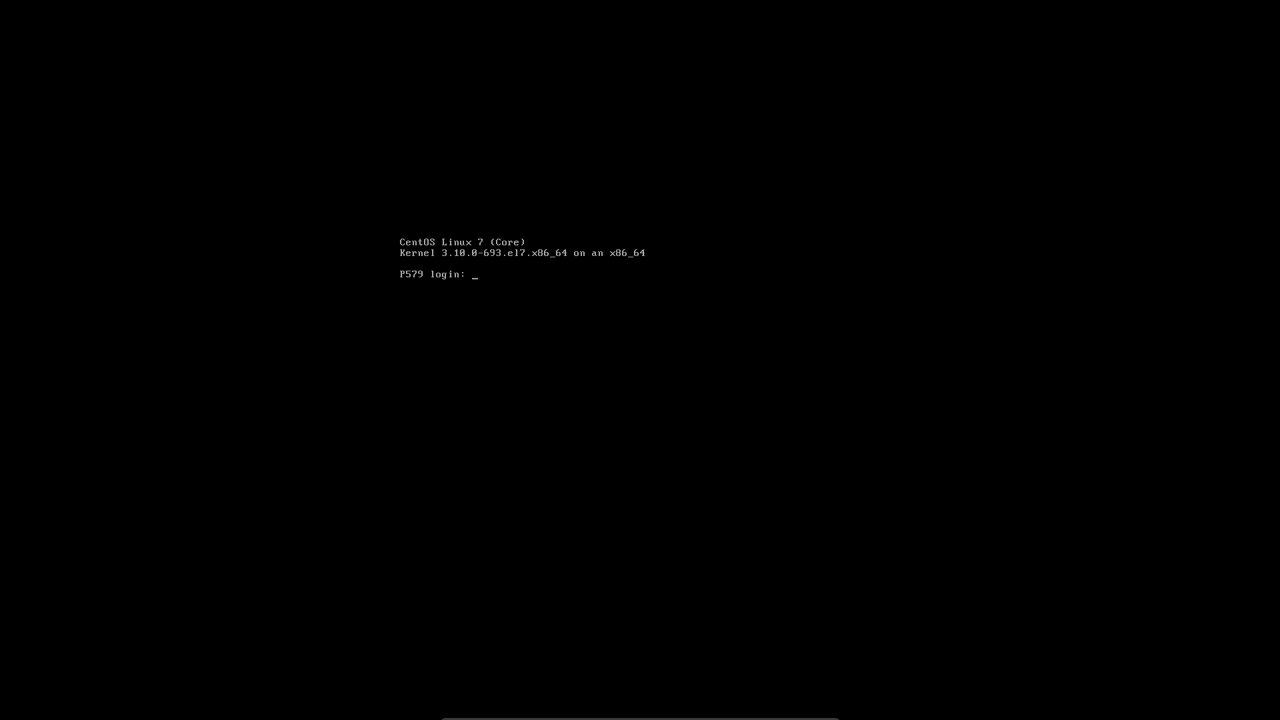 CentOS Linux 7 (Core)
Kernel 3.10.0-693.el7.x86_64 on an x86_64
P579 login: _